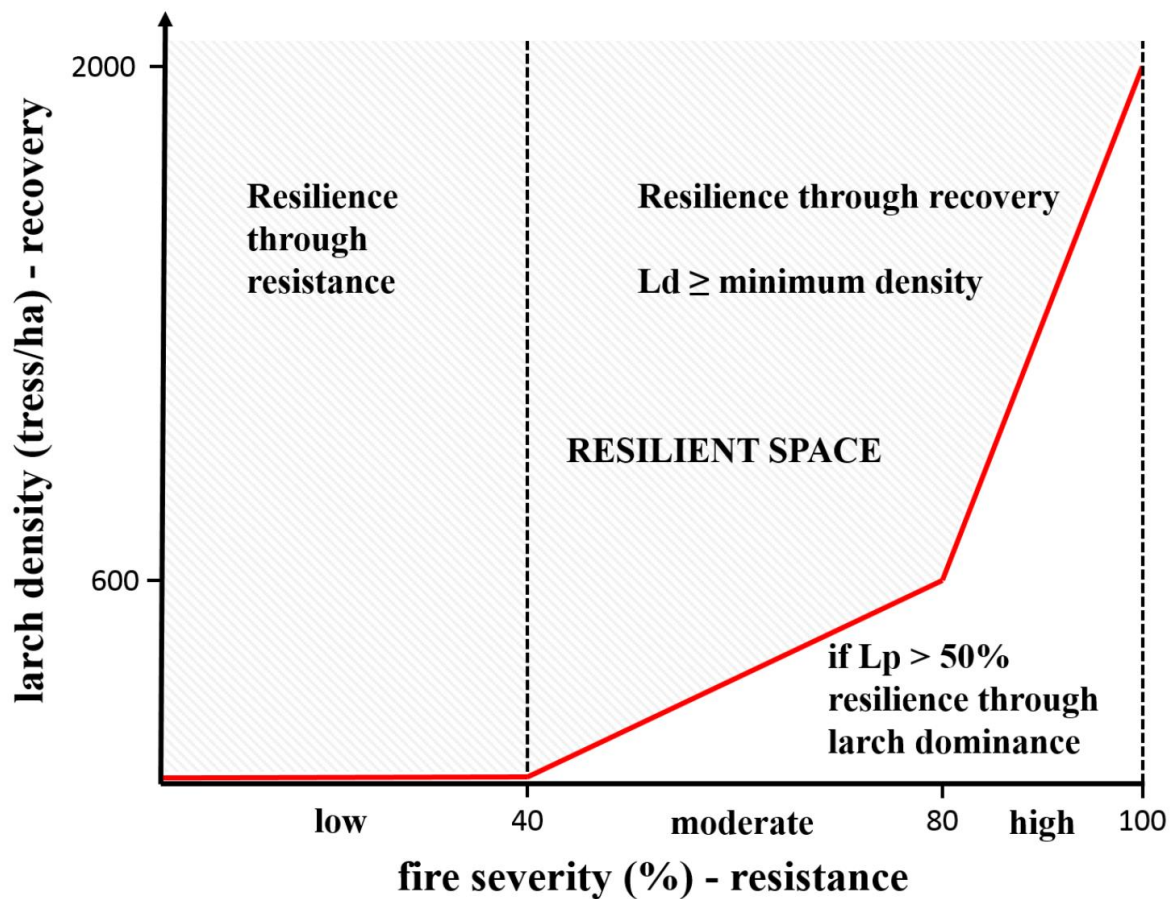 larch density (tress/ha) - recovery
2000
600
Resilience
through
resistance
Resilience through recovery
Ld ≥ minimum density
RESILIENT SPACE
if Lp > 50%
resilience through
larch dominance
low 40 moderate 80 high 100
fire severity (%) - resistance